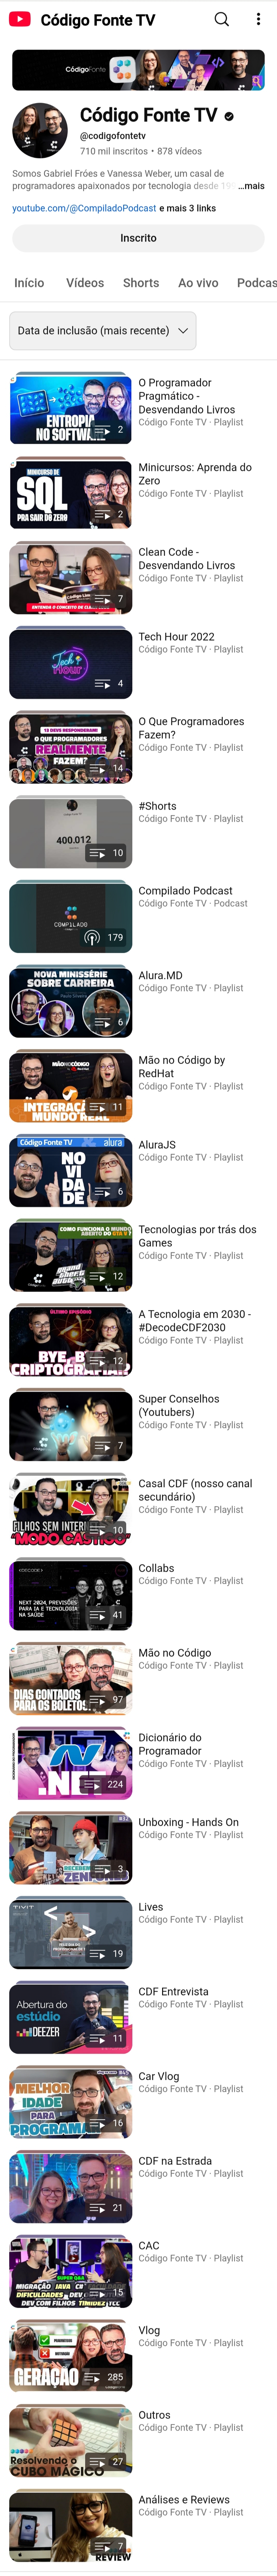 Código Fonte TV
CódigoFonte
Código Fonte TV
@codigofontetv
710 mil inscritos • 878 vídeos
Somos Gabriel Fróes e Vanessa Weber, um casal de
programadores apaixonados por tecnologia desde 199 ...mais
youtube.com/@CompiladoPodcast e mais 3 links
Inscrito
Início Vídeos Shorts Ao vivo Podcas
Data de inclusão (mais recente)
ENTROPIA
NO SOFTWA
2
O Programador
Pragmático -
Desvendando Livros
Código Fonte TV · Playlist
MINICURSO DE
SQL
PRA SAIR DO ZERO
2
Minicursos: Aprenda do
Zero
Código Fonte TV · Playlist
ENTENDA O CONCEITO DE CL
7
Clean Code -
Desvendando Livros
Código Fonte TV · Playlist
Tech
HOUR
4
Tech Hour 2022
Código Fonte TV · Playlist
13 DEVS RESPONDERAM!
O QUE PROGRAMADORES
REALMENTE
FAZEM?
14
O Que Programadores
Fazem?
Código Fonte TV · Playlist
400.012
10
#Shorts
Código Fonte TV · Playlist
COMPILADO
179
Compilado Podcast
Código Fonte TV · Podcast
NOVA MINISSÉRIE
SOBRE CARREIRA
6
Alura.MD
Código Fonte TV · Playlist
MÃONOCÓDIGO
INTEGRAÇÃ
MUNDO REAL
11
Mão no Código by
RedHat
Código Fonte TV · Playlist
Código Fonte TV alura
NO
VI
DA
DE
6
AluraJS
Código Fonte TV · Playlist
COMO FUNCIONA O MUNDO
ABERTO DO GTA V ?
grand
theft
12
Tecnologias por trás dos
Games
Código Fonte TV · Playlist
ÚLTIMO EPISÓDIO
BYE, B
CRIPTOGRAFIA
12
A Tecnologia em 2030 -
#DecodeCDF2030
Código Fonte TV · Playlist
7
Super Conselhos
(Youtubers)
Código Fonte TV · Playlist
FILHOS SEM INTER
MODO CASTIGO
10
Casal CDF (nosso canal
secundário)
Código Fonte TV · Playlist
<DECODE>
NEXT 2024, PREVISÕES
PARA IA E TECNOLOGIA
NA SAÚDE
41
Collabs
Código Fonte TV · Playlist
DIAS CONTADOS
PARA OS BOLETOS
97
Mão no Código
Código Fonte TV · Playlist
.NET
224
Dicionário do
Programador
Código Fonte TV · Playlist
RECEBEM
ZENFON
3
Unboxing - Hands On
Código Fonte TV · Playlist
TIVIT
< >
19
Lives
Código Fonte TV · Playlist
Abertura do
estúdio
DEEZER
11
CDF Entrevista
Código Fonte TV · Playlist
MELHOR
IDADE
PARA
PROGRAMA
16
Car Vlog
Código Fonte TV · Playlist
21
CDF na Estrada
Código Fonte TV · Playlist
SUPER Q&A
MIGRAÇÃO JAVA C#
DIFICULDADES DEV
DEV COM FILHOS TIMIDEZ
15
CAC
Código Fonte TV · Playlist
GERAÇÃO
285
Vlog
Código Fonte TV · Playlist
Resolvendo o
CUBO MÁGICO
27
Outros
Código Fonte TV · Playlist
REVIEW
7
Análises e Reviews
Código Fonte TV · Playlist